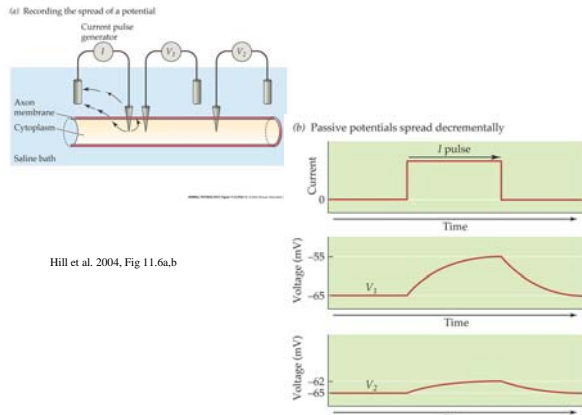 (a) Recording the spread of a potential
Current pulse
generator
I
V1
V2
Axon
membrane
Cytoplasm
Saline bath
Hill et al. 2004, Fig 11.6a,b
(b) Passive potentials spread decrementally
I pulse
Current
0
Time
Voltage (mV)
–55
–65
V1
Time
Voltage (mV)
–62
–65
V2